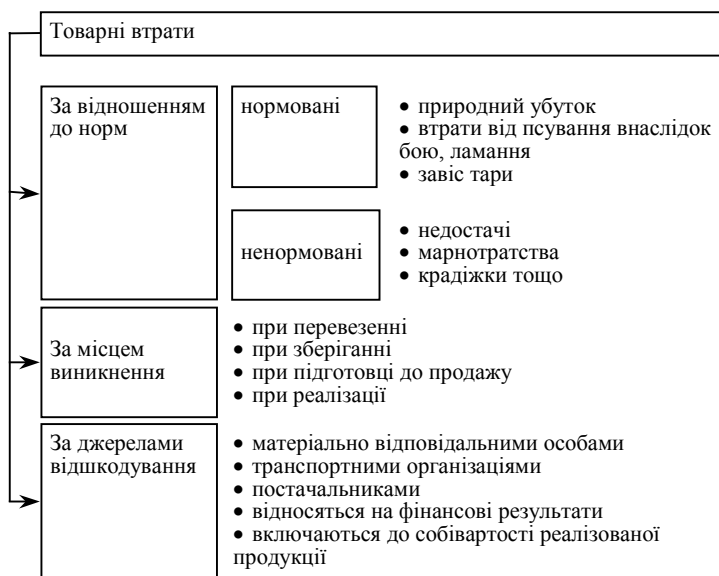 Товарні втрати
За відношенням
до норм
нормовані
• природний убуток
• втрати від псування внаслідок
бою, ламання
• завіс тари
ненормовані
• недостачі
• марнотратства
• крадіжки тощо
За місцем
виникнення
• при перевезенні
• при зберіганні
• при підготовці до продажу
• при реалізації
За джерелами
відшкодування
• матеріально відповідальними особами
• транспортними організаціями
• постачальниками
• відносяться на фінансові результати
• включаються до собівартості реалізованої
продукції